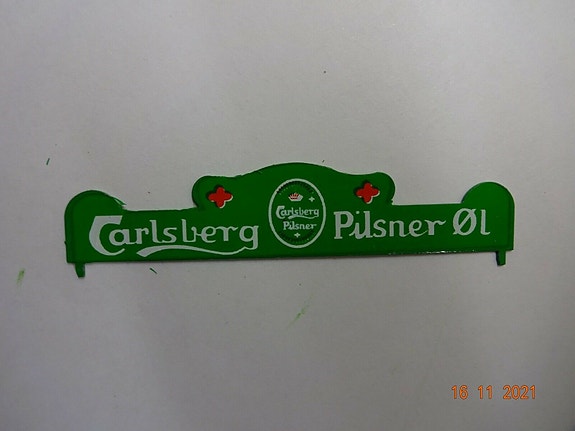 Carlsberg
Carlsberg
Pilsner
Pilsner Øl
16 11 2021